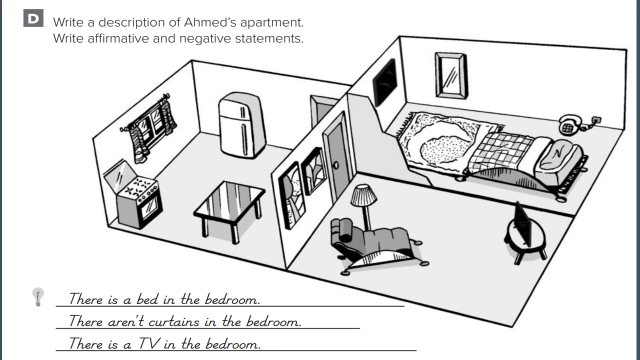 D Write a description of Ahmed's apartment.
Write affirmative and negative statements.
There is a bed in the bedroom.
There aren't curtains in the bedroom.
There is a TV in the bedroom.